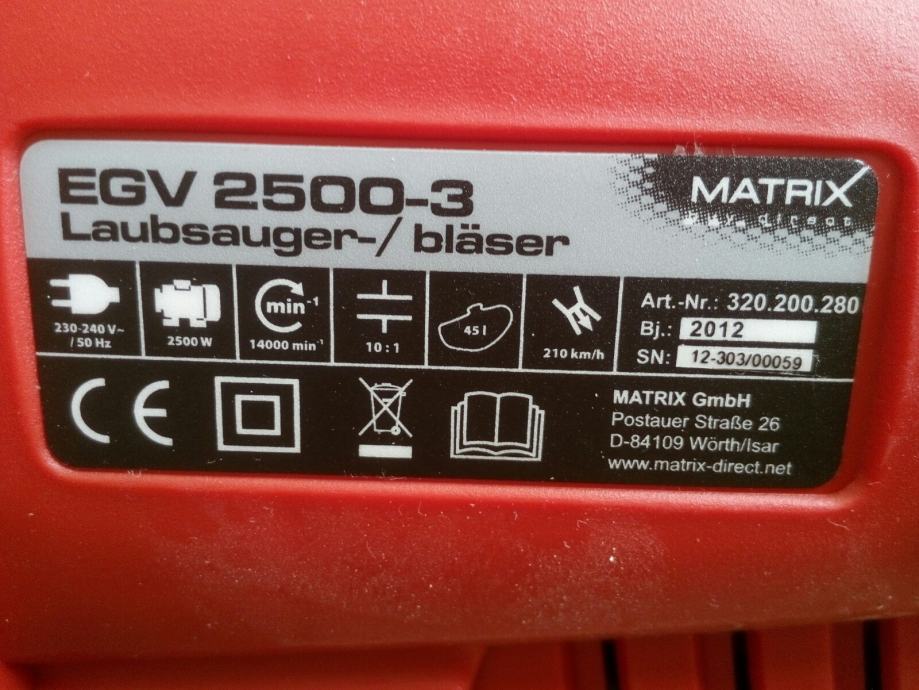 EGV 2500-3
Laubsauger-/ bläser
MATRIX
230-240 V~
/ 50 Hz
2500 W
min⁻¹
14000 min⁻¹
10 : 1
45 l
210 km/h
Art.-Nr.: 320.200.280
Bj.: 2012
SN: 12-303/00059
CE
MATRIX GmbH
Postauer Straße 26
D-84109 Wörth/Isar
www.matrix-direct.net